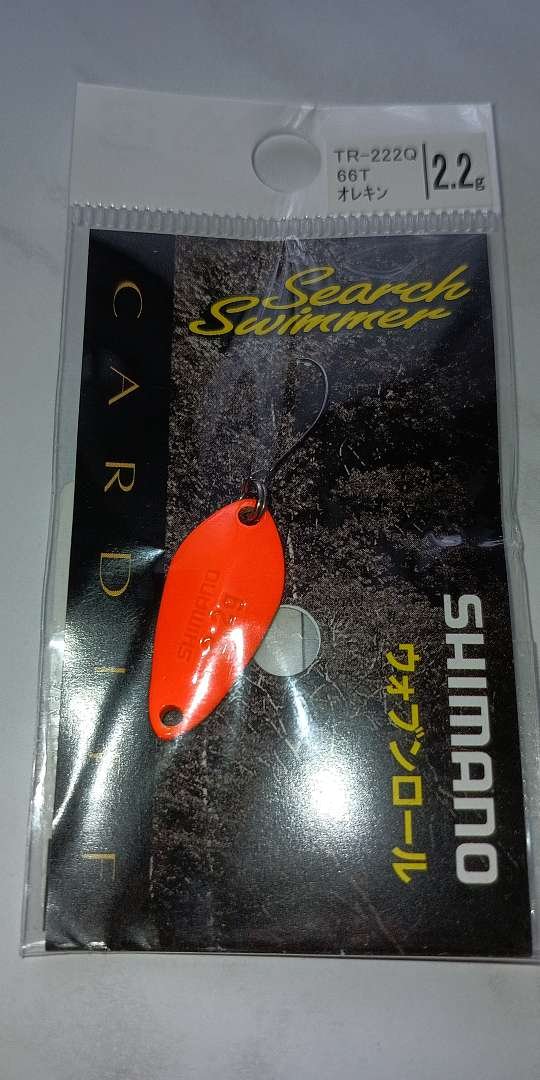 TR-222Q
66T
オレキン
2.2g
Search
Swimmer
CARDIFF
SHIMANO
ウォブンロール
SHIMANO